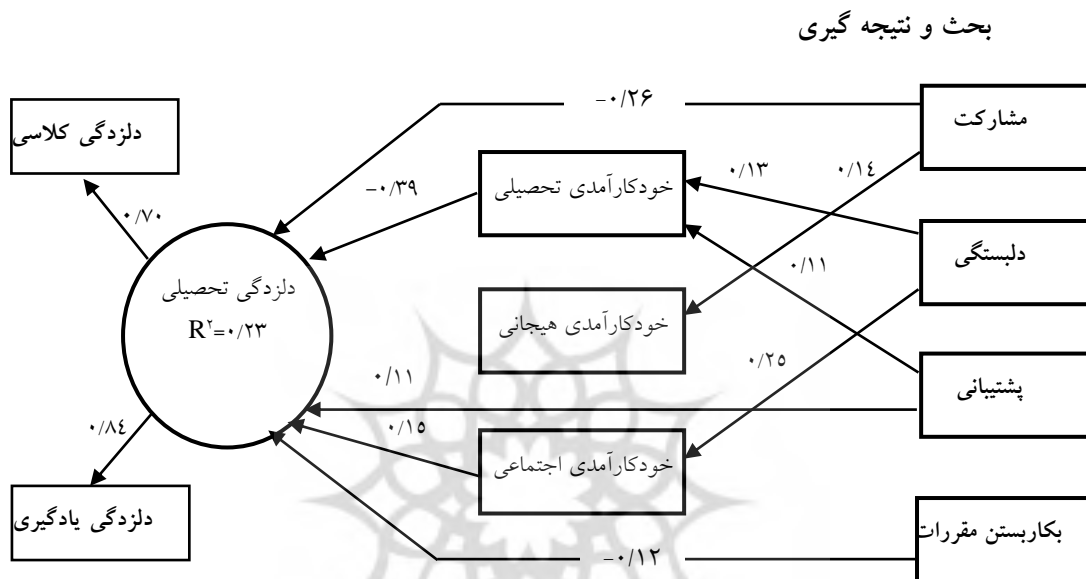 بحث و نتیجه گیری
مشارکت
دلبستگی
پشتیبانی
بکاربستن مقررات
-۰/۲۶
۰/۱۴
۰/۱۳
۰/۱۱
۰/۲۵
خودکارآمدی تحصیلی
خودکارآمدی هیجانی
خودکارآمدی اجتماعی
-۰/۳۹
۰/۱۱
۰/۱۵
-۰/۱۲
دلزدگی تحصیلی
R²=۰/۲۳
۰/۷۰
۰/۸٤
دلزدگی کلاسی
دلزدگی یادگیری